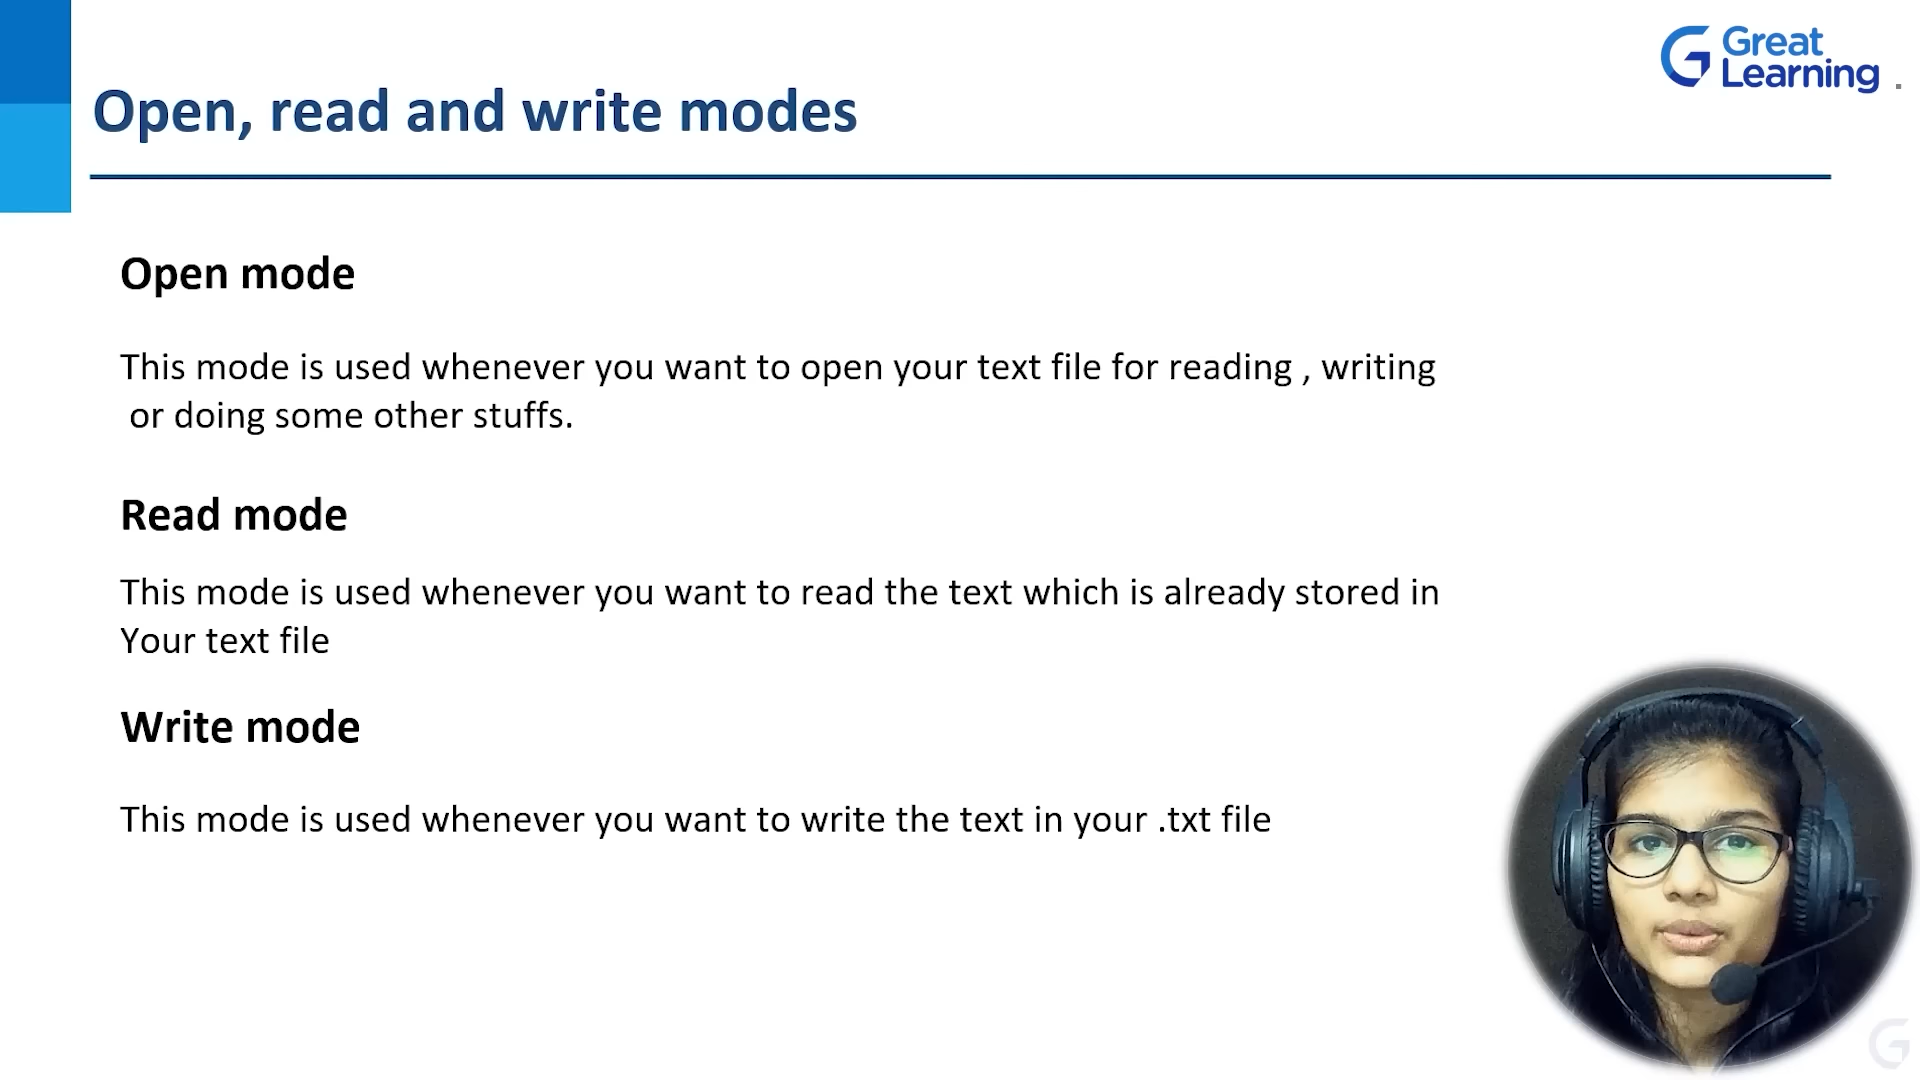 Great
Learning .
Open, read and write modes
Open mode
This mode is used whenever you want to open your text file for reading , writing
or doing some other stuffs.
Read mode
This mode is used whenever you want to read the text which is already stored in
Your text file
Write mode
This mode is used whenever you want to write the text in your .txt file